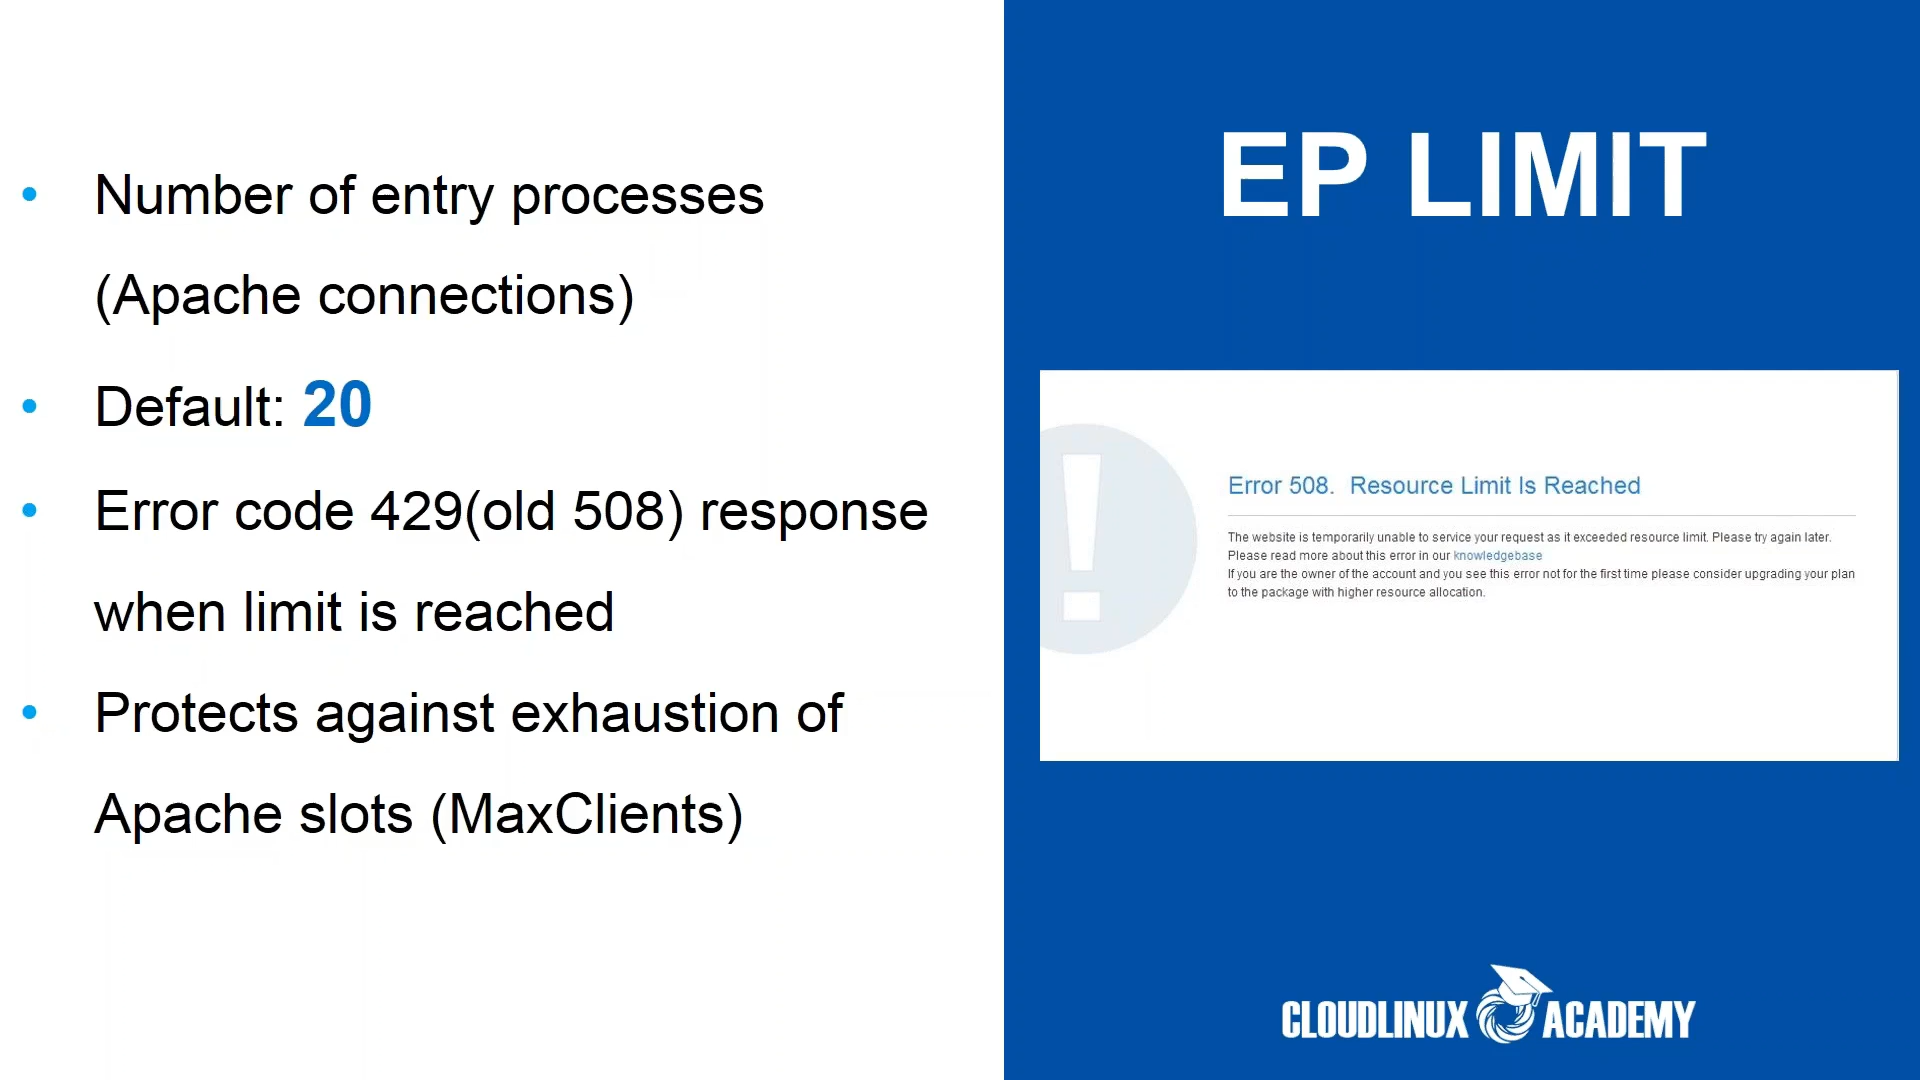 • Number of entry processes
(Apache connections)
• Default: 20
• Error code 429(old 508) response
when limit is reached
• Protects against exhaustion of
Apache slots (MaxClients)
EP LIMIT
!
Error 508. Resource Limit Is Reached
The website is temporarily unable to service your request as it exceeded resource limit. Please try again later.
Please read more about this error in our knowledgebase
If you are the owner of the account and you see this error not for the first time please consider upgrading your plan
to the package with higher resource allocation.
CLOUDLINUX ACADEMY